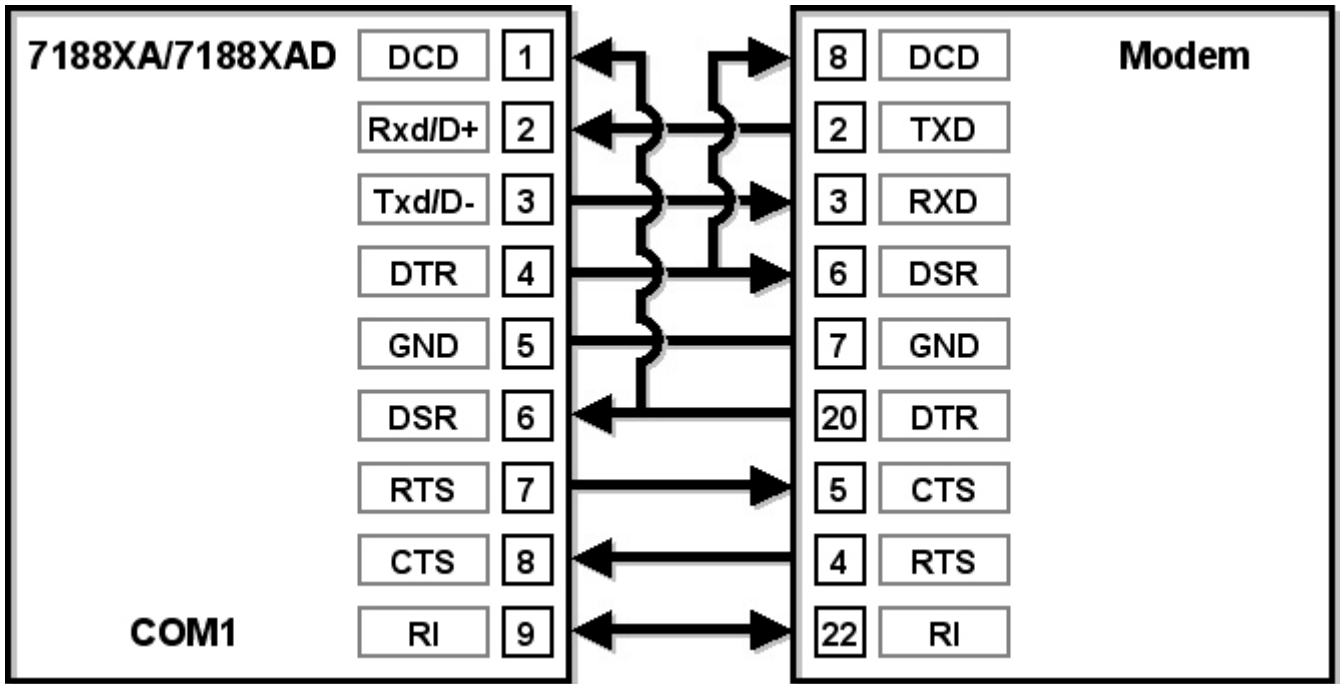 7188XA/7188XAD DCD 1 8 DCD Modem
Rxd/D+ 2 2 TXD
Txd/D- 3 3 RXD
DTR 4 6 DSR
GND 5 7 GND
DSR 6 20 DTR
RTS 7 5 CTS
CTS 8 4 RTS
COM1 RI 9 22 RI